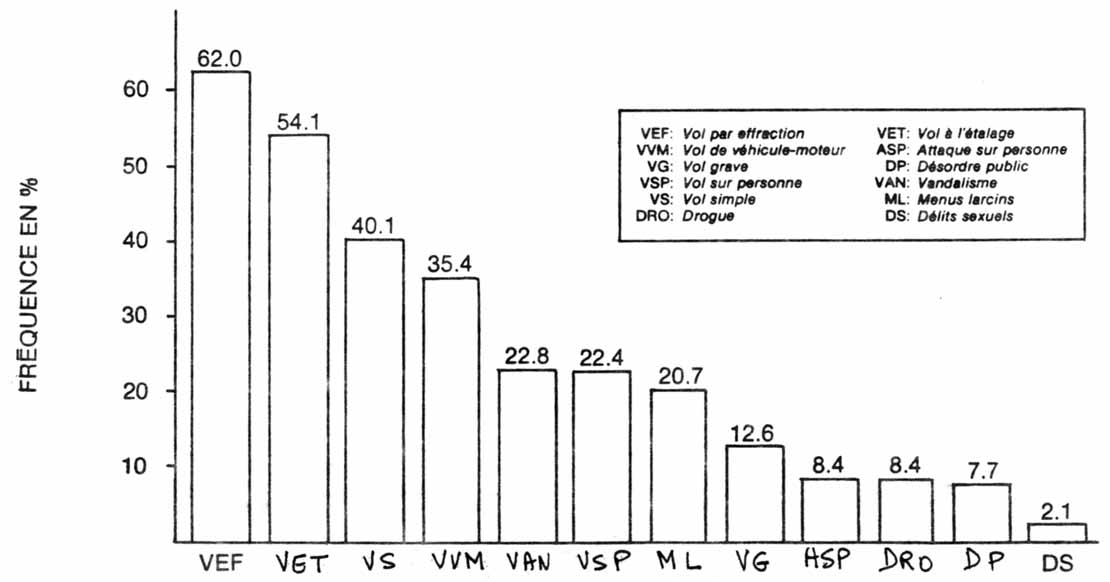 FRÉQUENCE EN %
60
50
40
30
20
10
62.0
54.1
40.1
35.4
22.8
22.4
20.7
12.6
8.4
8.4
7.7
2.1
VEF
VET
VS
VVM
VAN
VSP
ML
VG
ASP
DRO
DP
DS
VEF: Vol par effraction
VVM: Vol de véhicule-moteur
VG: Vol grave
VSP: Vol sur personne
VS: Vol simple
DRO: Drogue
VET: Vol à l'étalage
ASP: Attaque sur personne
DP: Désordre public
VAN: Vandalisme
ML: Menus larcins
DS: Délits sexuels